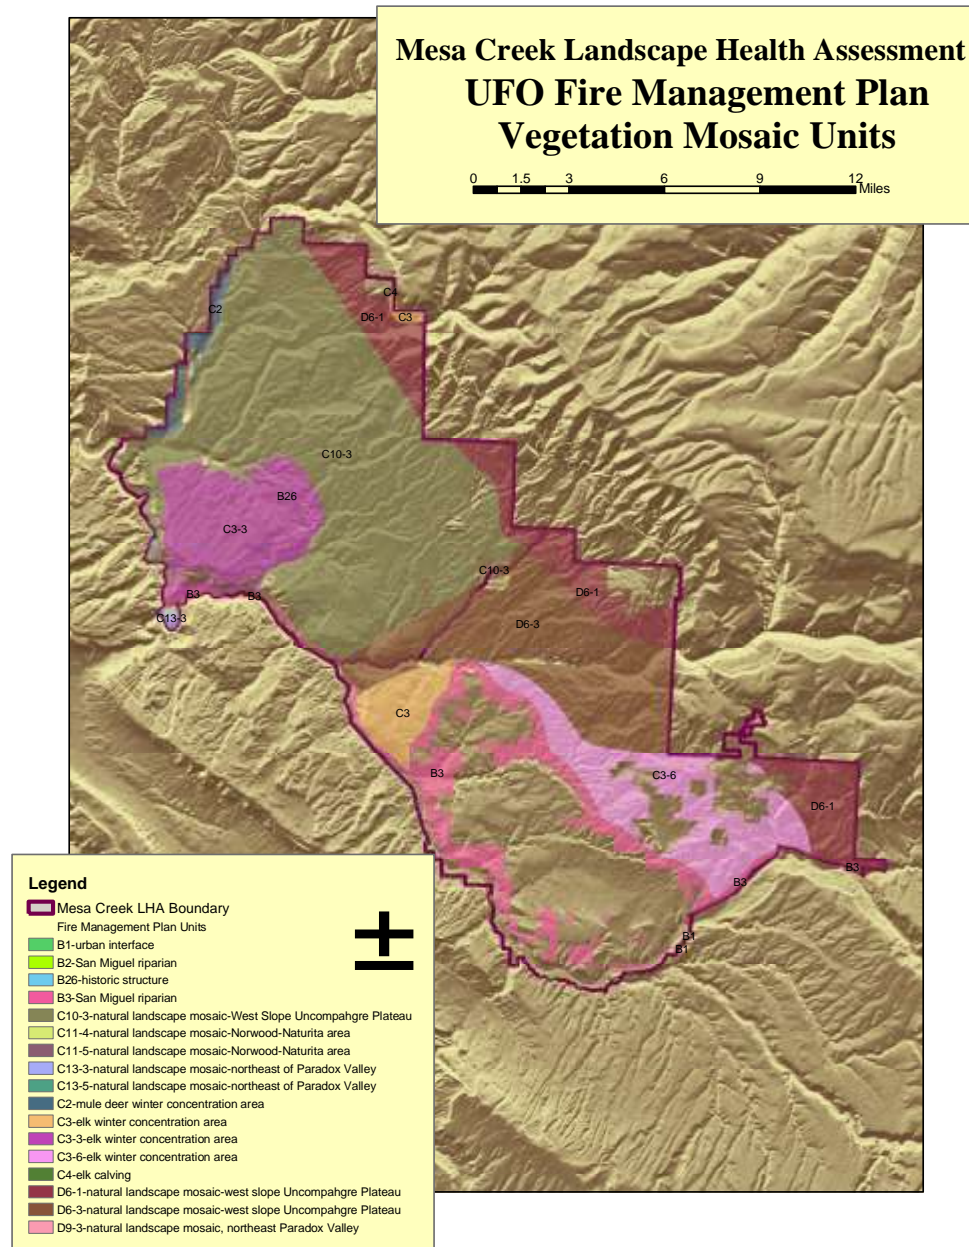 Mesa Creek Landscape Health Assessment
UFO Fire Management Plan
Vegetation Mosaic Units
0 1.5 3 6 9 12
Miles
C4
C2
D6-1
C3
C10-3
B26
C3-3
C10-3
B3
B3
D6-1
C13-3
D6-3
C3
B3
C3-6
D6-1
B3
B3
B1
B1
Legend
Mesa Creek LHA Boundary
Fire Management Plan Units
B1-urban interface
B2-San Miguel riparian
B26-historic structure
B3-San Miguel riparian
C10-3-natural landscape mosaic-West Slope Uncompahgre Plateau
C11-4-natural landscape mosaic-Norwood-Naturita area
C11-5-natural landscape mosaic-Norwood-Naturita area
C13-3-natural landscape mosaic-northeast of Paradox Valley
C13-5-natural landscape mosaic-northeast of Paradox Valley
C2-mule deer winter concentration area
C3-elk winter concentration area
C3-3-elk winter concentration area
C3-6-elk winter concentration area
C4-elk calving
D6-1-natural landscape mosaic-west slope Uncompahgre Plateau
D6-3-natural landscape mosaic-west slope Uncompahgre Plateau
D9-3-natural landscape mosaic, northeast Paradox Valley